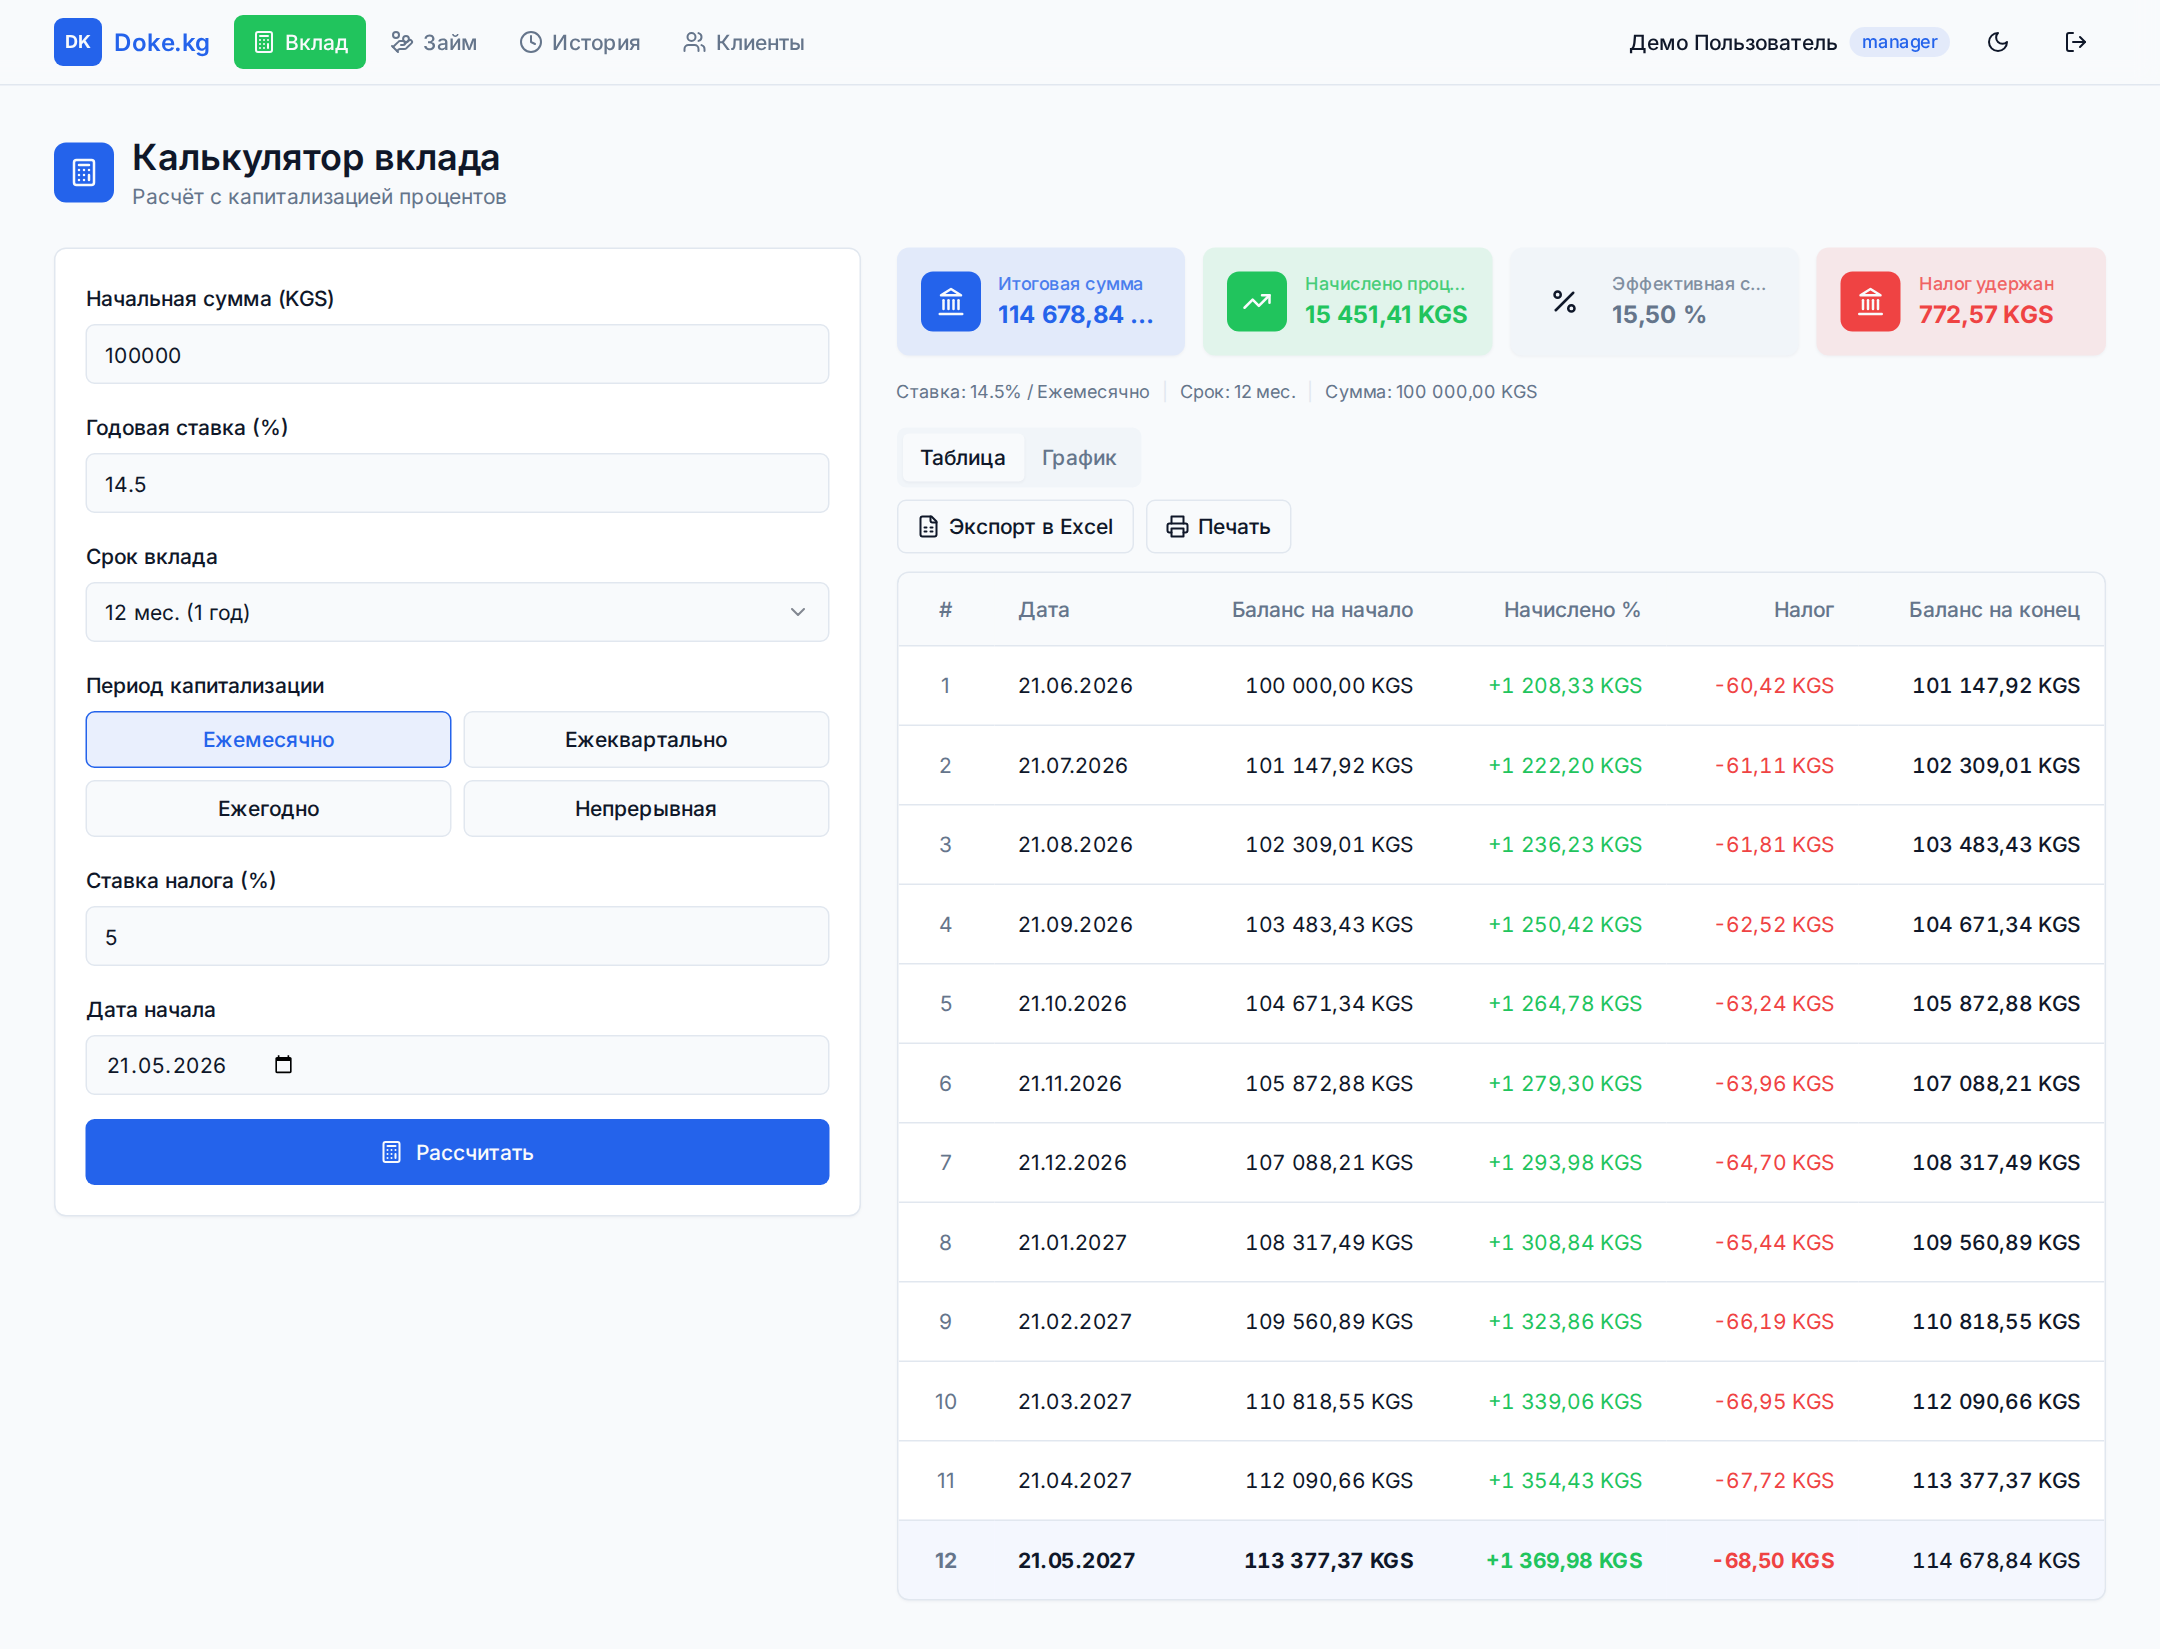 DK Doke.kg Вклад Займ История Клиенты Демо Пользователь manager
Калькулятор вклада
Расчёт с капитализацией процентов
Начальная сумма (KGS)
100000
Годовая ставка (%)
14.5
Срок вклада
12 мес. (1 год)
Период капитализации
Ежемесячно Ежеквартально
Ежегодно Непрерывная
Ставка налога (%)
5
Дата начала
21.05.2026
Рассчитать
Итоговая сумма
114 678,84 ...
Начислено проц...
15 451,41 KGS
Эффективная с...
15,50 %
Налог удержан
772,57 KGS
Ставка: 14.5% / Ежемесячно Срок: 12 мес. Сумма: 100 000,00 KGS
Таблица График
Экспорт в Excel Печать
# Дата Баланс на начало Начислено % Налог Баланс на конец
1 21.06.2026 100 000,00 KGS +1 208,33 KGS -60,42 KGS 101 147,92 KGS
2 21.07.2026 101 147,92 KGS +1 222,20 KGS -61,11 KGS 102 309,01 KGS
3 21.08.2026 102 309,01 KGS +1 236,23 KGS -61,81 KGS 103 483,43 KGS
4 21.09.2026 103 483,43 KGS +1 250,42 KGS -62,52 KGS 104 671,34 KGS
5 21.10.2026 104 671,34 KGS +1 264,78 KGS -63,24 KGS 105 872,88 KGS
6 21.11.2026 105 872,88 KGS +1 279,30 KGS -63,96 KGS 107 088,21 KGS
7 21.12.2026 107 088,21 KGS +1 293,98 KGS -64,70 KGS 108 317,49 KGS
8 21.01.2027 108 317,49 KGS +1 308,84 KGS -65,44 KGS 109 560,89 KGS
9 21.02.2027 109 560,89 KGS +1 323,86 KGS -66,19 KGS 110 818,55 KGS
10 21.03.2027 110 818,55 KGS +1 339,06 KGS -66,95 KGS 112 090,66 KGS
11 21.04.2027 112 090,66 KGS +1 354,43 KGS -67,72 KGS 113 377,37 KGS
12 21.05.2027 113 377,37 KGS +1 369,98 KGS -68,50 KGS 114 678,84 KGS